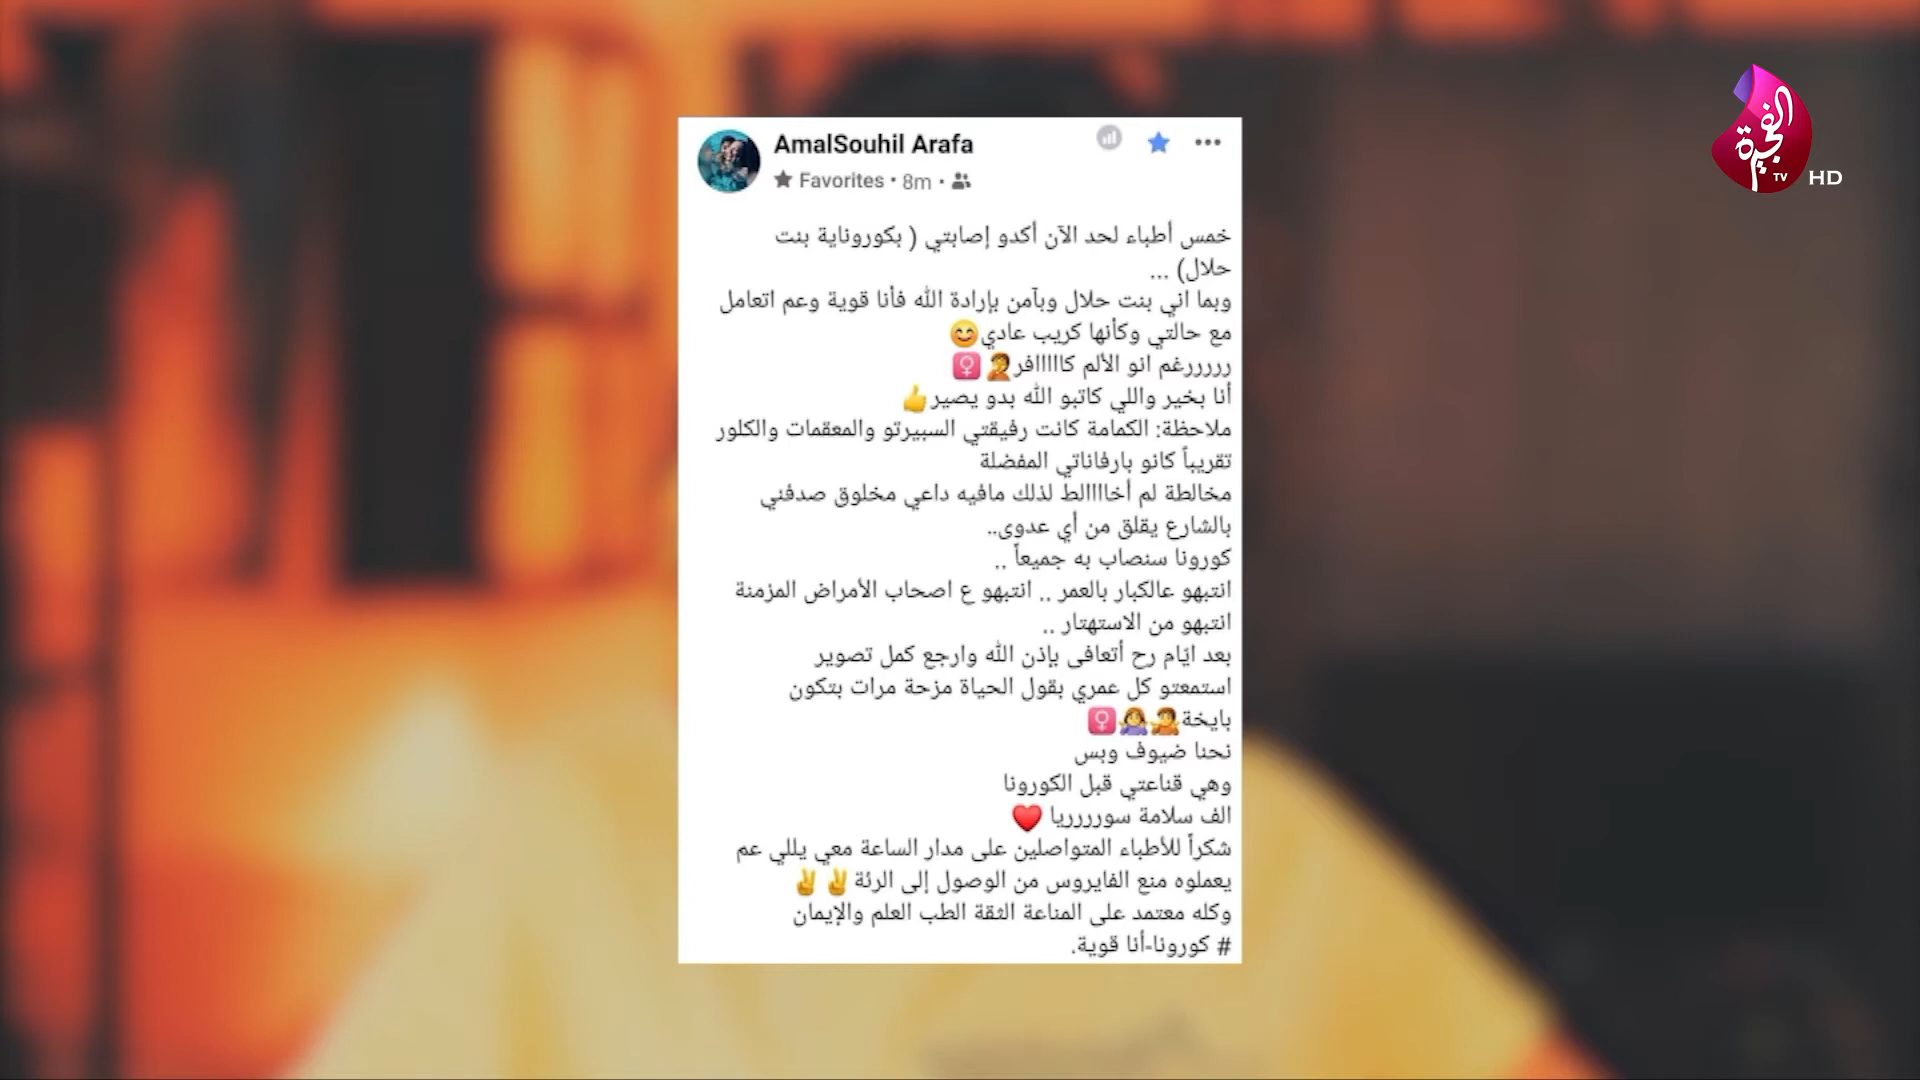 الفجيرة
TV HD
AmalSouhil Arafa
Favorites • 8m •
خمس أطباء لحد الآن أكدو إصابتي ( بكوروناية بنت
حلال) ...
وبما اني بنت حلال وبآمن بإرادة الله فأنا قوية وعم اتعامل
مع حالتي وكأنها كريب عادي😊
رررررغم انو الألم كاااااافر🤦♀
أنا بخير واللي كاتبو الله بدو يصير👍
ملاحظة: الكمامة كانت رفيقتي السبيرتو والمعقمات والكلور
تقريباً كانو بارفاناتي المفضلة
مخالطة لم أخااااالط لذلك مافيه داعي مخلوق صدفني
بالشارع يقلق من أي عدوى..
كورونا سنصاب به جميعاً ..
انتبهو عالكبار بالعمر .. انتبهو ع اصحاب الأمراض المزمنة
انتبهو من الاستهتار ..
بعد ايّام رح أتعافى بإذن الله وارجع كمل تصوير
استمعتو كل عمري بقول الحياة مزحة مرات بتكون
بايخة🤷🤷‍♀️♀
نحنا ضيوف وبس
وهي قناعتي قبل الكورونا
الف سلامة سورررريا ❤️
شكراً للأطباء المتواصلين على مدار الساعة معي يللي عم
يعملوه منع الفايروس من الوصول إلى الرئة✌✌
وكله معتمد على المناعة الثقة الطب العلم والإيمان
# كورونا-أنا قوية.